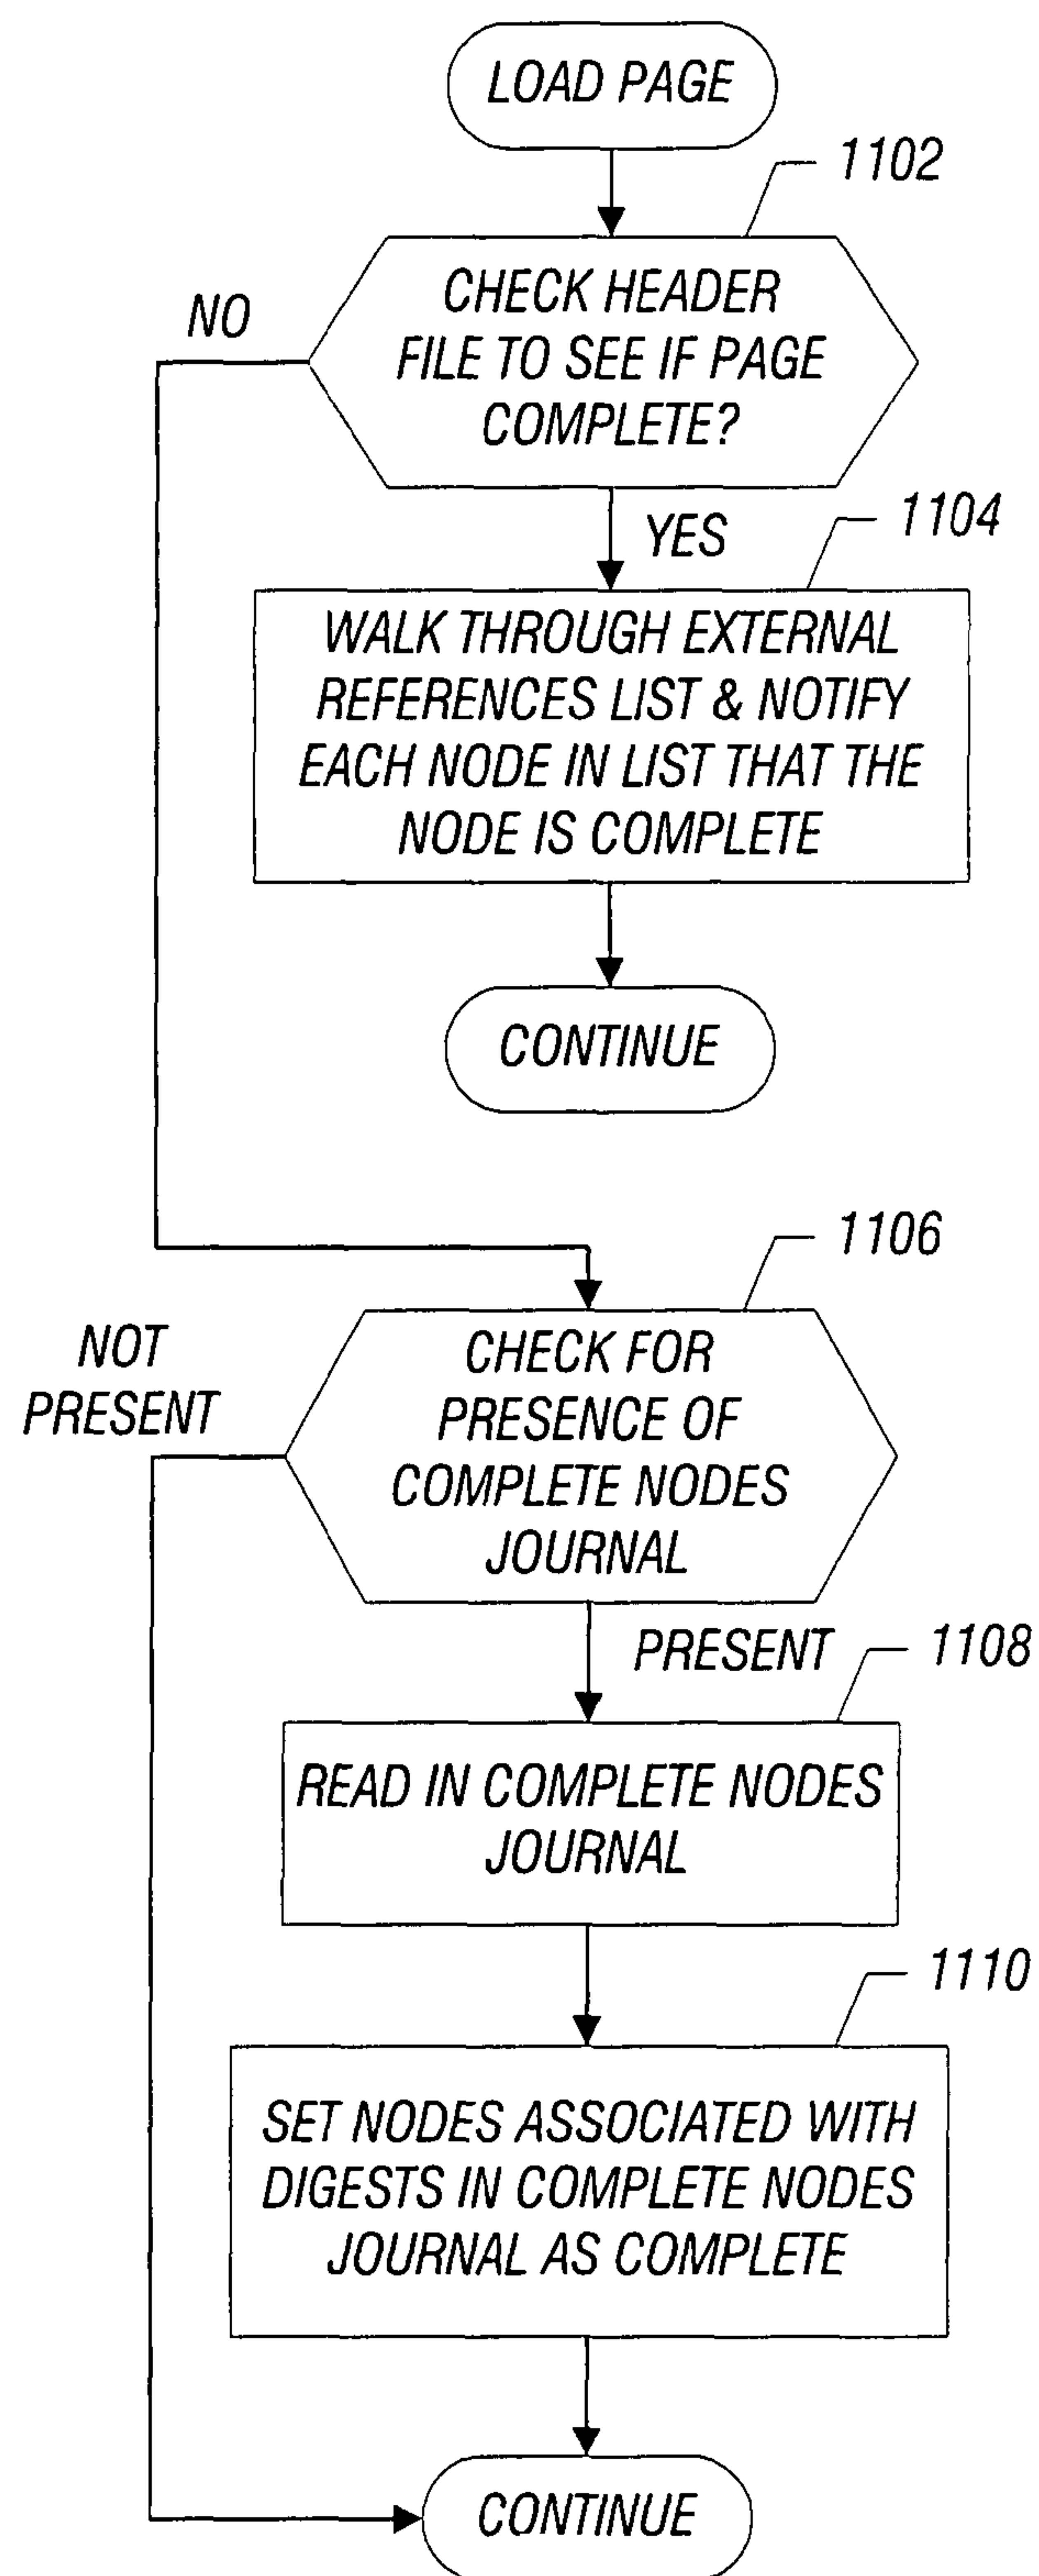 LOAD PAGE
1102
CHECK HEADER
FILE TO SEE IF PAGE
COMPLETE?
NO
YES
1104
WALK THROUGH EXTERNAL
REFERENCES LIST & NOTIFY
EACH NODE IN LIST THAT THE
NODE IS COMPLETE
CONTINUE
1106
CHECK FOR
PRESENCE OF
COMPLETE NODES
JOURNAL
NOT
PRESENT
PRESENT
1108
READ IN COMPLETE NODES
JOURNAL
1110
SET NODES ASSOCIATED WITH
DIGESTS IN COMPLETE NODES
JOURNAL AS COMPLETE
CONTINUE